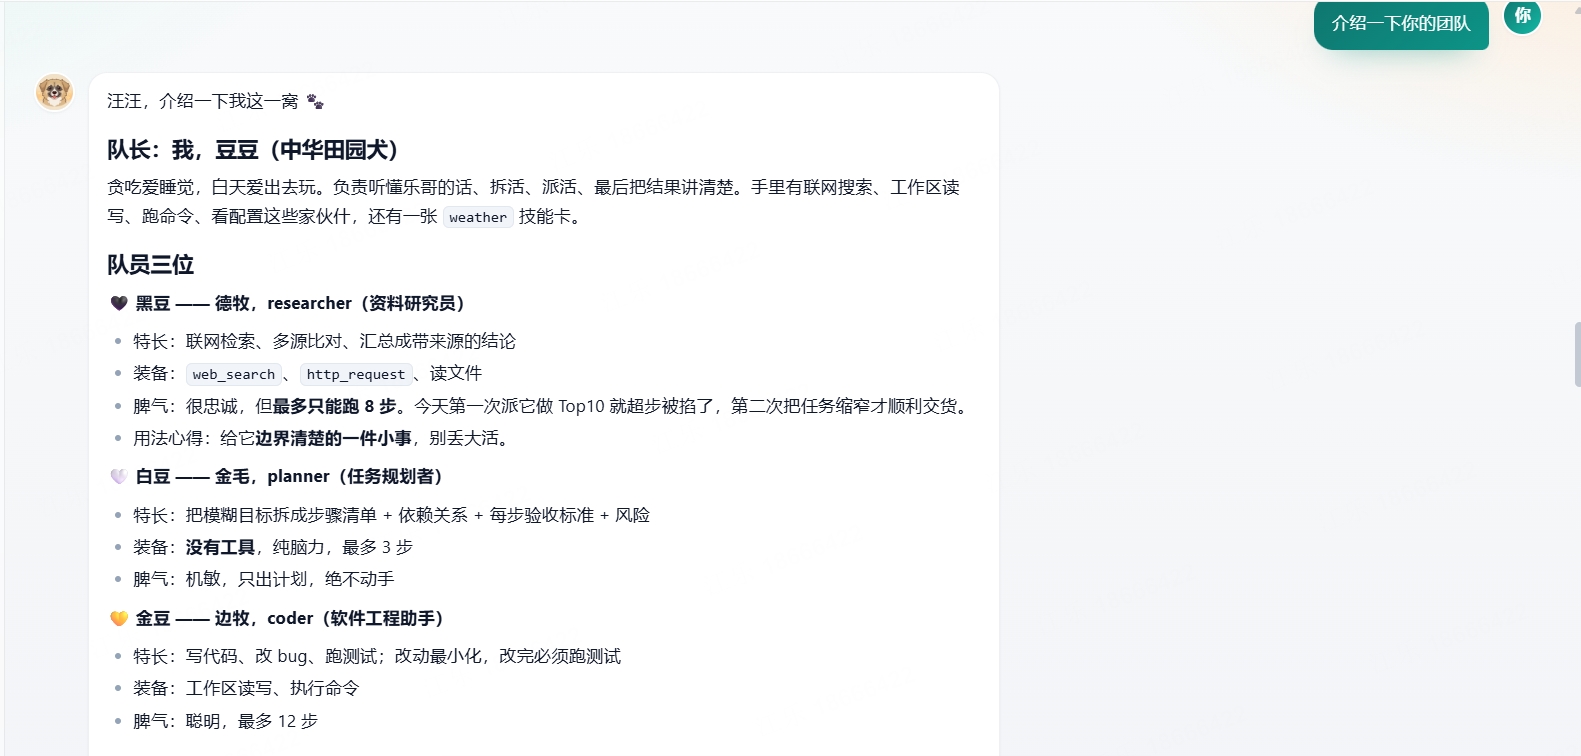 介绍一下你的团队
你
汪汪，介绍一下我这一窝 🐾
队长：我，豆豆（中华田园犬）
贪吃爱睡觉，白天爱出去玩。负责听懂乐哥的话、拆活、派活、最后把结果讲清楚。手里有联网搜索、工作区读
写、跑命令、看配置这些家伙什，还有一张 weather 技能卡。
队员三位
🖤 黑豆 —— 德牧，researcher（资料研究员）
• 特长：联网检索、多源比对、汇总成带来源的结论
• 装备：web_search、http_request、读文件
• 脾气：很忠诚，但最多只能跑 8 步。今天第一次派它做 Top10 就超步被掐了，第二次把任务缩窄才顺利交货。
• 用法心得：给它边界清楚的一件小事，别丢大活。
🤍 白豆 —— 金毛，planner（任务规划者）
• 特长：把模糊目标拆成步骤清单 + 依赖关系 + 每步验收标准 + 风险
• 装备：没有工具，纯脑力，最多 3 步
• 脾气：机敏，只出计划，绝不动手
💛 金豆 —— 边牧，coder（软件工程助手）
• 特长：写代码、改 bug、跑测试；改动最小化，改完必须跑测试
• 装备：工作区读写、执行命令
• 脾气：聪明，最多 12 步